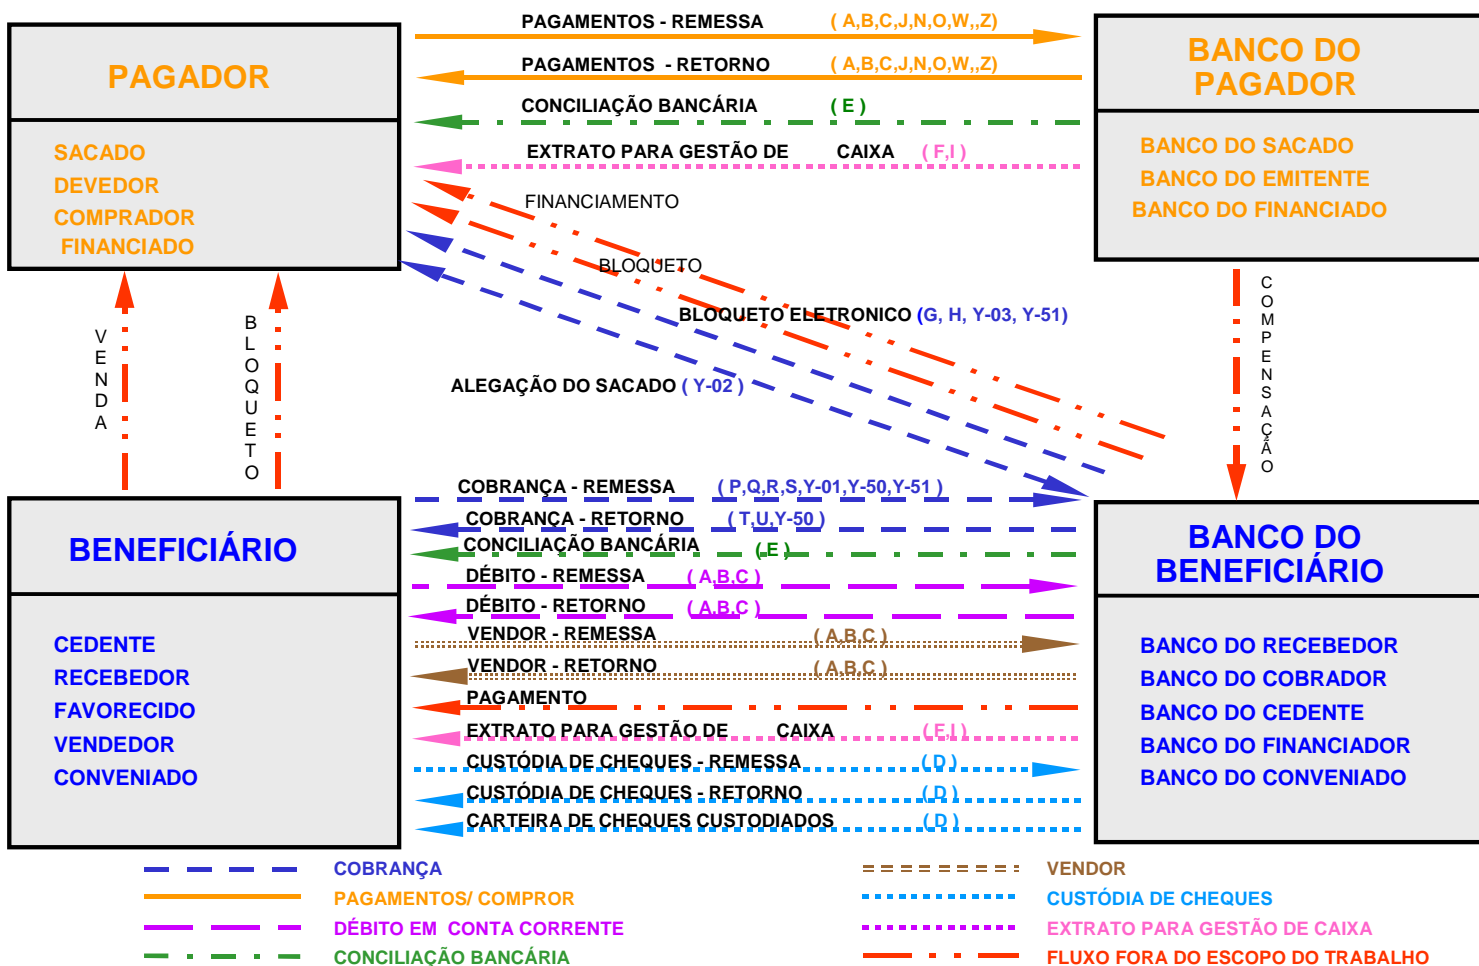 PAGADOR
SACADO
DEVEDOR
COMPRADOR
FINANCIADO
PAGAMENTOS - REMESSA ( A,B,C,J,N,O,W,,Z)
PAGAMENTOS - RETORNO ( A,B,C,J,N,O,W,,Z)
CONCILIAÇÃO BANCÁRIA ( E )
EXTRATO PARA GESTÃO DE CAIXA ( F,I )
BANCO DO
PAGADOR
BANCO DO SACADO
BANCO DO EMITENTE
BANCO DO FINANCIADO
FINANCIAMENTO
BLOQUETO
BLOQUETO ELETRONICO (G, H, Y-03, Y-51)
ALEGAÇÃO DO SACADO ( Y-02 )
VENDA
BLOQUETO
COMPENSAÇÃO
BENEFICIÁRIO
CEDENTE
RECEBEDOR
FAVORECIDO
VENDEDOR
CONVENIADO
COBRANÇA - REMESSA ( P,Q,R,S,Y-01,Y-50,Y-51 )
COBRANÇA - RETORNO ( T,U,Y-50 )
CONCILIAÇÃO BANCÁRIA ( E )
DÉBITO - REMESSA ( A,B,C )
DÉBITO - RETORNO ( A,B,C )
VENDOR - REMESSA ( A,B,C )
VENDOR - RETORNO ( A,B,C )
PAGAMENTO
EXTRATO PARA GESTÃO DE CAIXA ( F,I )
CUSTÓDIA DE CHEQUES - REMESSA ( D )
CUSTÓDIA DE CHEQUES - RETORNO ( D )
CARTEIRA DE CHEQUES CUSTODIADOS ( D )
BANCO DO
BENEFICIÁRIO
BANCO DO RECEBEDOR
BANCO DO COBRADOR
BANCO DO CEDENTE
BANCO DO FINANCIADOR
BANCO DO CONVENIADO
COBRANÇA
PAGAMENTOS/ COMPROR
DÉBITO EM CONTA CORRENTE
CONCILIAÇÃO BANCÁRIA
VENDOR
CUSTÓDIA DE CHEQUES
EXTRATO PARA GESTÃO DE CAIXA
FLUXO FORA DO ESCOPO DO TRABALHO